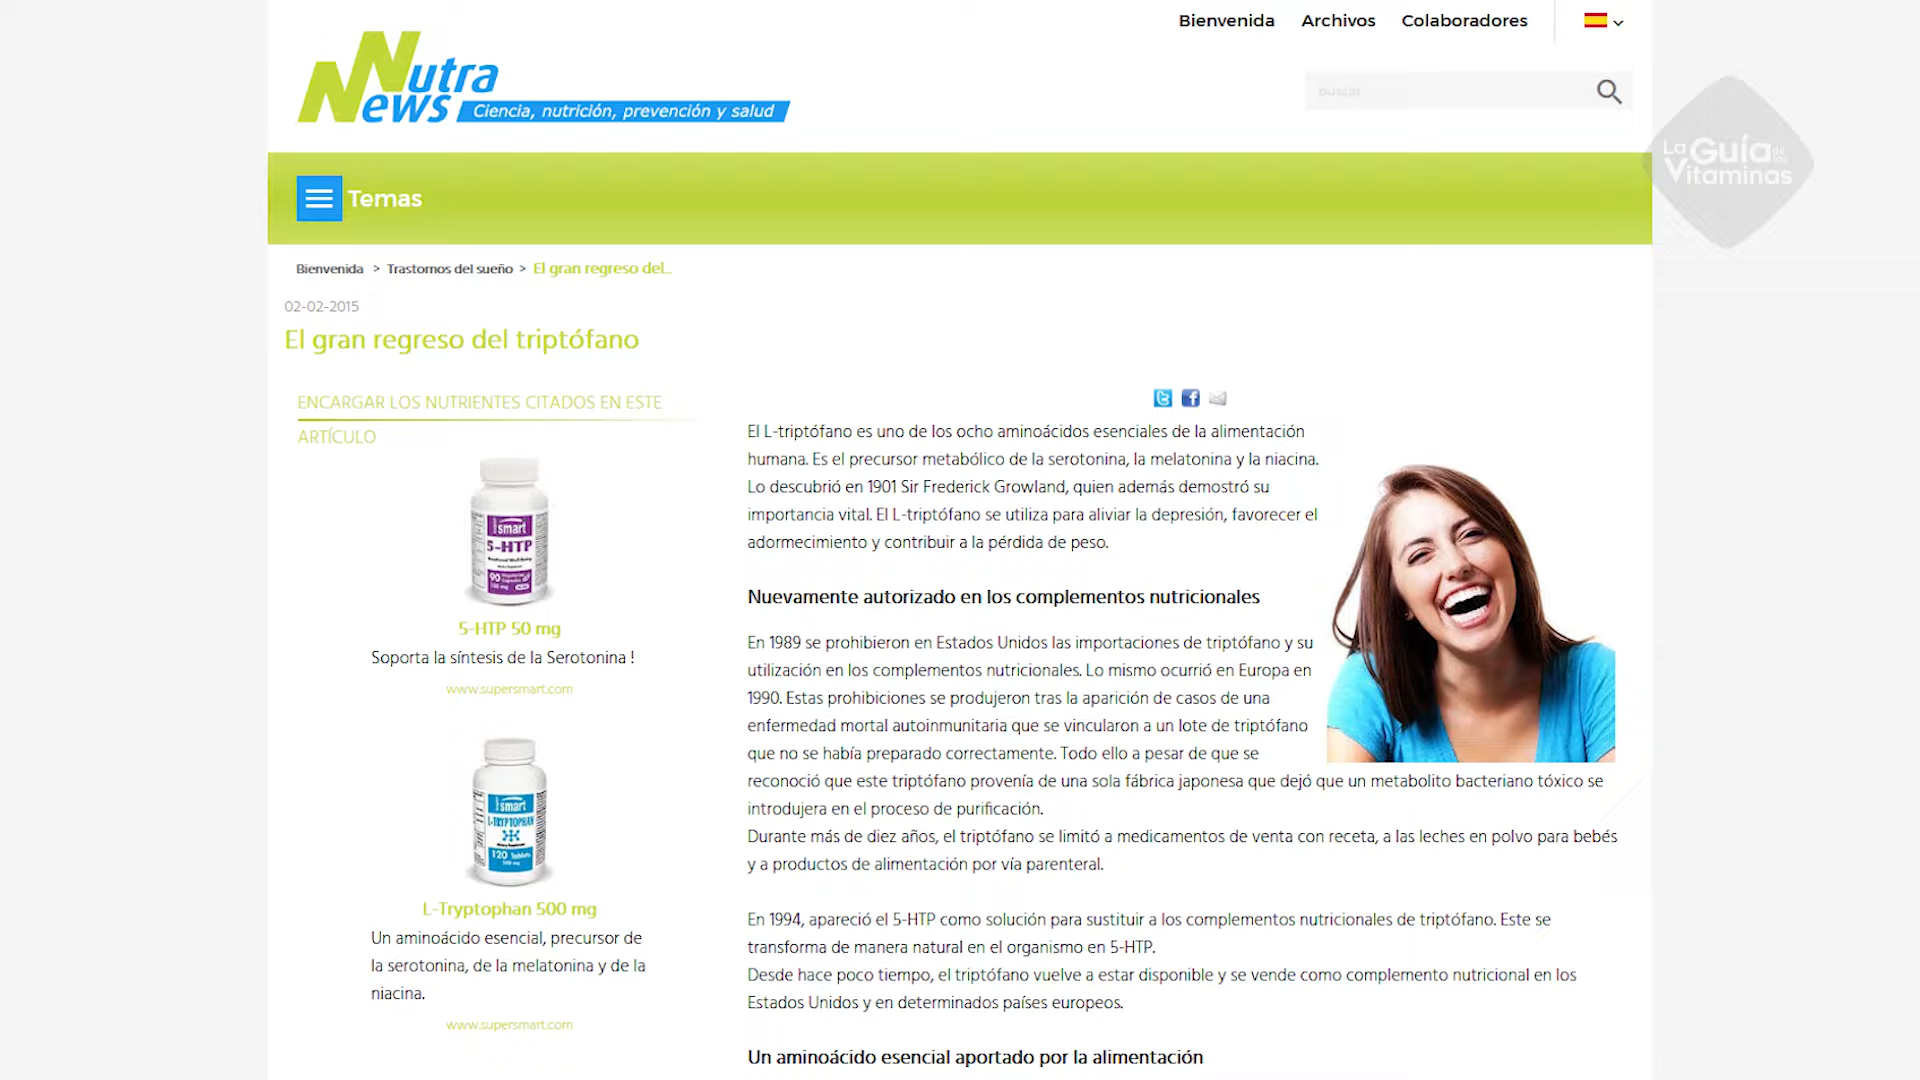 Bienvenida Archivos Colaboradores
Nutra
News Ciencia, nutrición, prevención y salud
buscar
La Guía de las
Vitaminas
Temas
Bienvenida > Trastornos del sueño > El gran regreso del...
02-02-2015
El gran regreso del triptófano
ENCARGAR LOS NUTRIENTES CITADOS EN ESTE
ARTÍCULO
smart
5-HTP
90
5-HTP 50 mg
Soporta la síntesis de la Serotonina !
www.supersmart.com
smart
L-TRYPTOPHAN
120 Tablets
L-Tryptophan 500 mg
Un aminoácido esencial, precursor de
la serotonina, de la melatonina y de la
niacina.
www.supersmart.com
El L-triptófano es uno de los ocho aminoácidos esenciales de la alimentación
humana. Es el precursor metabólico de la serotonina, la melatonina y la niacina.
Lo descubrió en 1901 Sir Frederick Growland, quien además demostró su
importancia vital. El L-triptófano se utiliza para aliviar la depresión, favorecer el
adormecimiento y contribuir a la pérdida de peso.
Nuevamente autorizado en los complementos nutricionales
En 1989 se prohibieron en Estados Unidos las importaciones de triptófano y su
utilización en los complementos nutricionales. Lo mismo ocurrió en Europa en
1990. Estas prohibiciones se produjeron tras la aparición de casos de una
enfermedad mortal autoinmunitaria que se vincularon a un lote de triptófano
que no se había preparado correctamente. Todo ello a pesar de que se
reconoció que este triptófano provenía de una sola fábrica japonesa que dejó que un metabolito bacteriano tóxico se
introdujera en el proceso de purificación.
Durante más de diez años, el triptófano se limitó a medicamentos de venta con receta, a las leches en polvo para bebés
y a productos de alimentación por vía parenteral.
En 1994, apareció el 5-HTP como solución para sustituir a los complementos nutricionales de triptófano. Este se
transforma de manera natural en el organismo en 5-HTP.
Desde hace poco tiempo, el triptófano vuelve a estar disponible y se vende como complemento nutricional en los
Estados Unidos y en determinados países europeos.
Un aminoácido esencial aportado por la alimentación